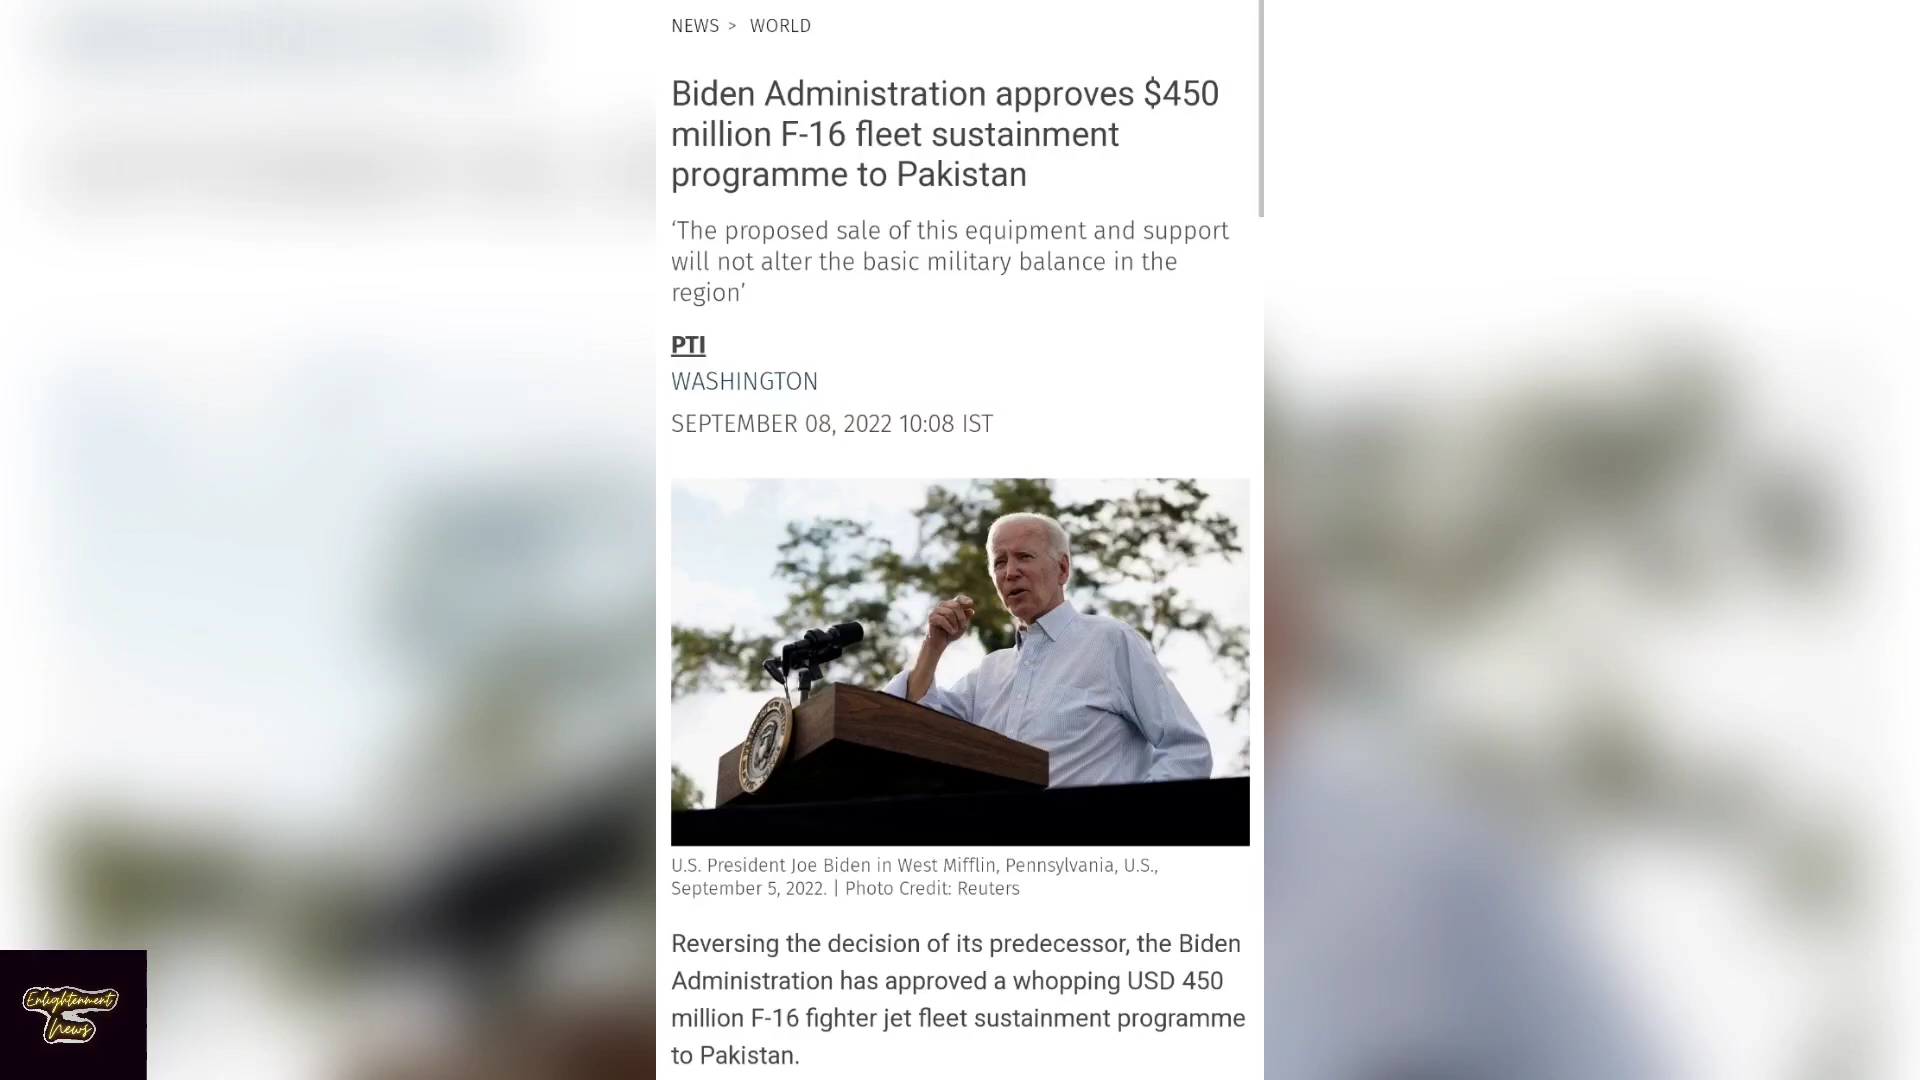 NEWS > WORLD
Biden Administration approves $450
million F-16 fleet sustainment
programme to Pakistan
‘The proposed sale of this equipment and support
will not alter the basic military balance in the
region’
PTI
WASHINGTON
SEPTEMBER 08, 2022 10:08 IST
U.S. President Joe Biden in West Mifflin, Pennsylvania, U.S.,
September 5, 2022. | Photo Credit: Reuters
Reversing the decision of its predecessor, the Biden
Administration has approved a whopping USD 450
million F-16 fighter jet fleet sustainment programme
to Pakistan.
Enlightenment
News